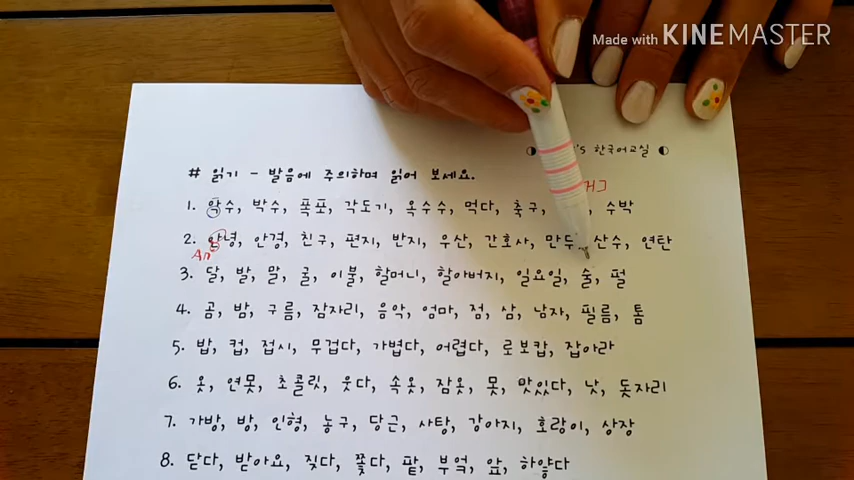 Made with KINEMASTER
's 한국어교실
# 읽기 - 발음에 주의하며 읽어 보세요.
1. 악수, 박수, 폭포, 각도기, 옥수수, 먹다, 축구, 수박
2. 안녕, 안경, 친구, 편지, 반지, 우산, 간호사, 만두, 산수, 연탄
An
3. 달, 발, 말, 굴, 이불, 할머니, 할아버지, 일요일, 술, 펄
4. 곰, 밤, 구름, 잠자리, 음악, 엄마, 점, 삼, 남자, 필름, 톰
5. 밥, 컵, 접시, 무겁다, 가볍다, 어렵다, 로보캅, 잡아라
6. 옷, 연못, 초콜릿, 웃다, 속옷, 잠옷, 못, 맛있다, 낫, 돗자리
7. 가방, 방, 인형, 농구, 당근, 사탕, 강아지, 호랑이, 상장
8. 닫다, 받아요, 짖다, 쫓다, 팥, 부엌, 앞, 하얗다